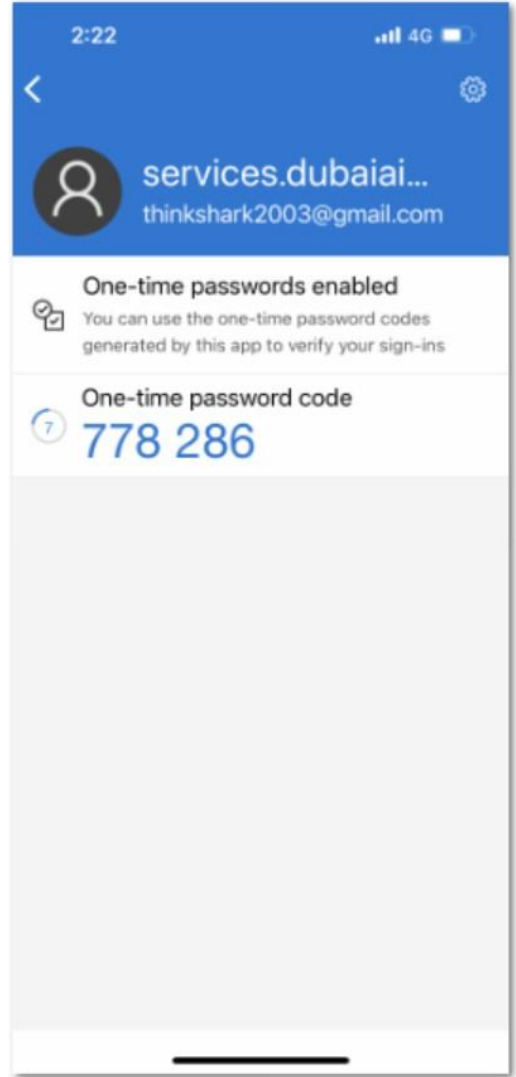 2:22
4G
services.dubaiai...
thinkshark2003@gmail.com
One-time passwords enabled
You can use the one-time password codes
generated by this app to verify your sign-ins
One-time password code
7
778 286